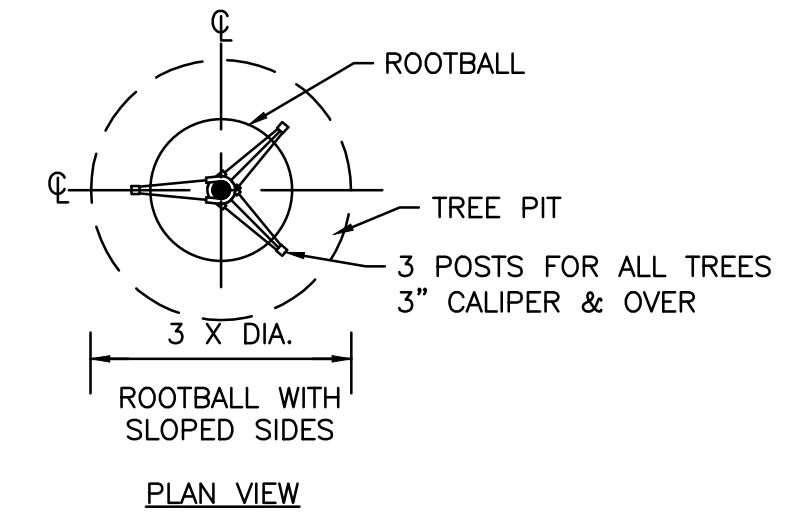 ℄
ROOTBALL
℄
TREE PIT
3 POSTS FOR ALL TREES
3" CALIPER & OVER
3 X DIA.
ROOTBALL WITH
SLOPED SIDES
PLAN VIEW